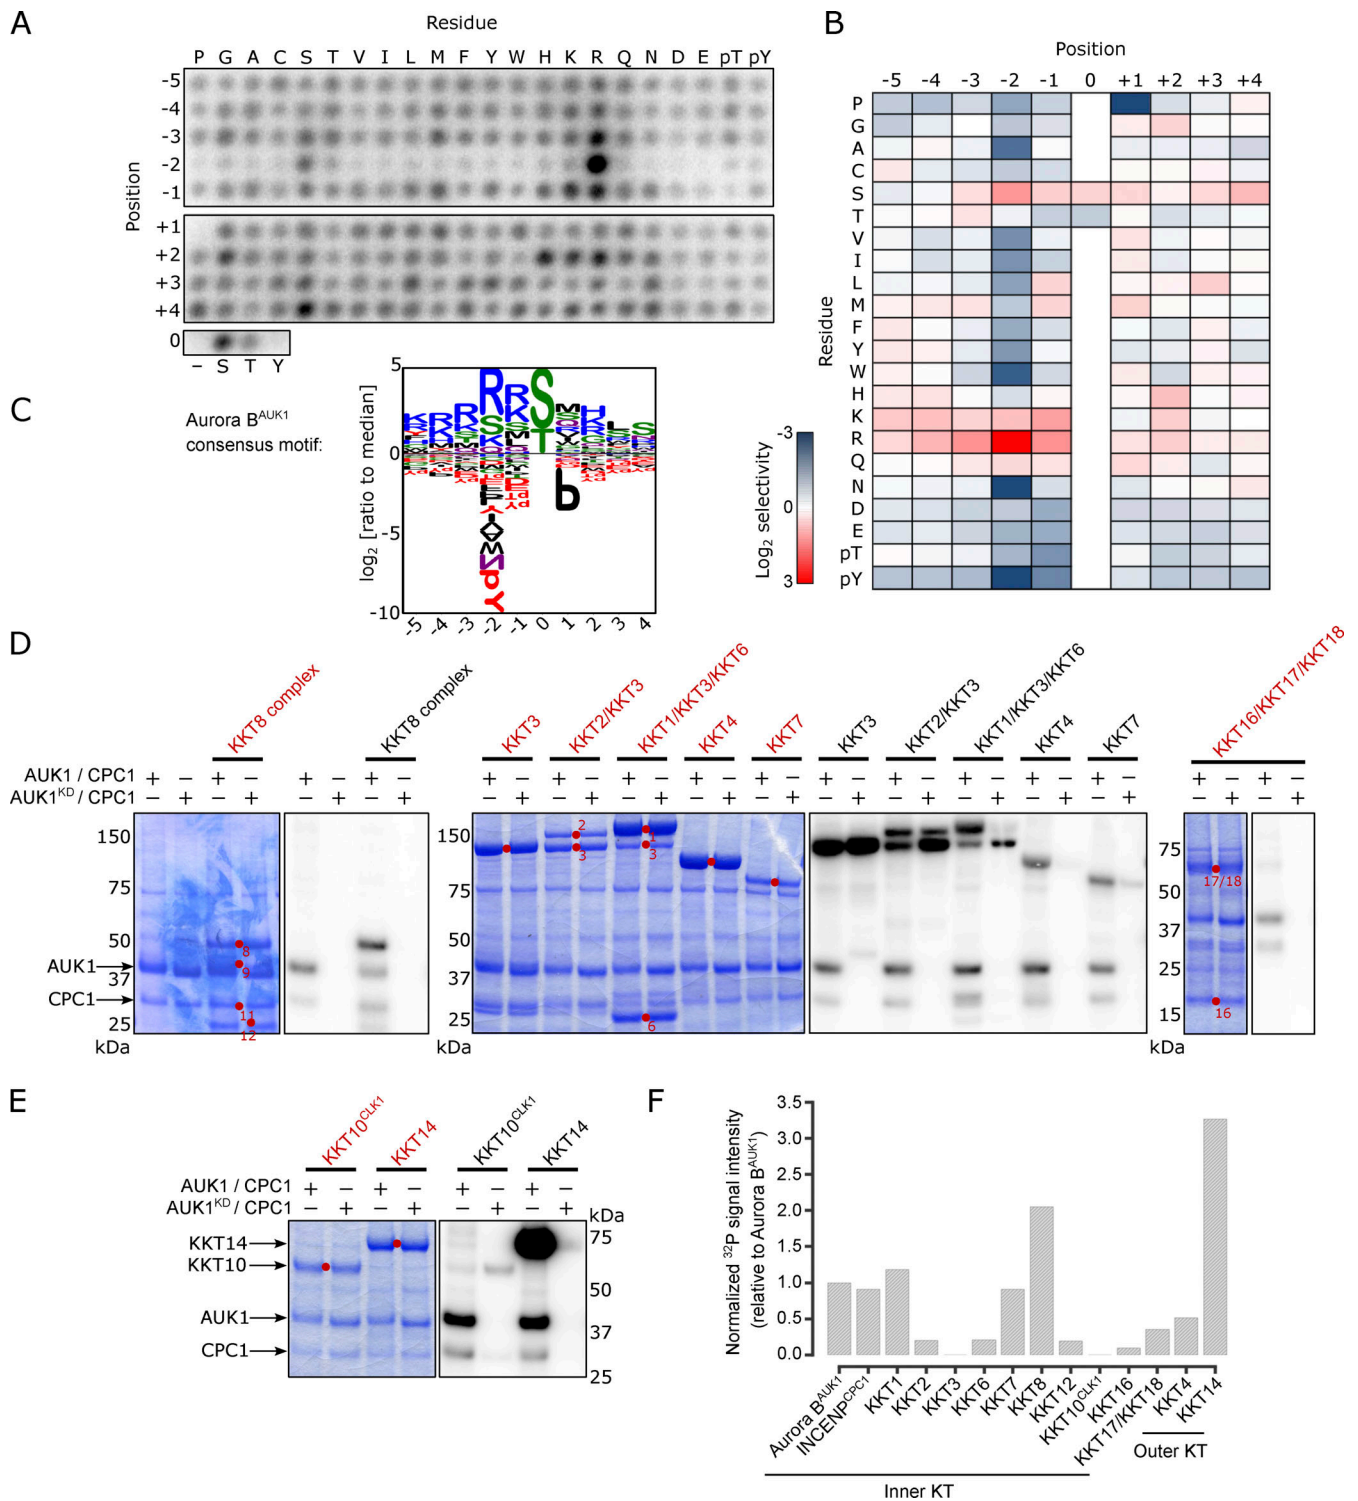 A
Residue
P G A C S T V I L M F Y W H K R Q N D E pT pY
Position
-5
-4
-3
-2
-1
+1
+2
+3
+4
0
– S T Y
B
Position
-5 -4 -3 -2 -1 0 +1 +2 +3 +4
Residue
P
G
A
C
S
T
V
I
L
M
F
Y
W
H
K
R
Q
N
D
E
pT
pY
Log2 selectivity
-3
0
3
C
Aurora B^AUK1
consensus motif:
log2 [ratio to median]
5
0
-5
-10
-5 -4 -3 -2 -1 0 1 2 3 4
D
KKT8 complex
KKT8 complex
KKT3
KKT2/KKT3
KKT1/KKT3/KKT6
KKT4
KKT7
KKT3
KKT2/KKT3
KKT1/KKT3/KKT6
KKT4
KKT7
KKT16/KKT17/KKT18
AUK1 / CPC1 + – + – + – + – + – + – + – + – + – + – + – + – + – + – + – + –
AUK1^KD / CPC1 – + – + – + – + – + – + – + – + – + – + – + – + – + – + – + – +
150
75
50
AUK1
37
CPC1
25
kDa
8
9
11
12
150
75
50
37
25
kDa
2
3
1
3
6
75
50
37
25
15
kDa
17/18
16
E
KKT10^CLK1
KKT14
KKT10^CLK1
KKT14
AUK1 / CPC1 + – + – + – + –
AUK1^KD / CPC1 – + – + – + – +
kDa
KKT14
KKT10
AUK1
CPC1
75
50
37
25
F
Normalized ^32P signal intensity
(relative to Aurora B^AUK1)
3.5
3.0
2.5
2.0
1.5
1.0
0.5
0.0
Aurora B^AUK1
INCENP^CPC1
KKT1
KKT2
KKT3
KKT6
KKT7
KKT8
KKT12
KKT10^CLK1
KKT16
KKT17/KKT18
KKT4
KKT14
Outer KT
Inner KT